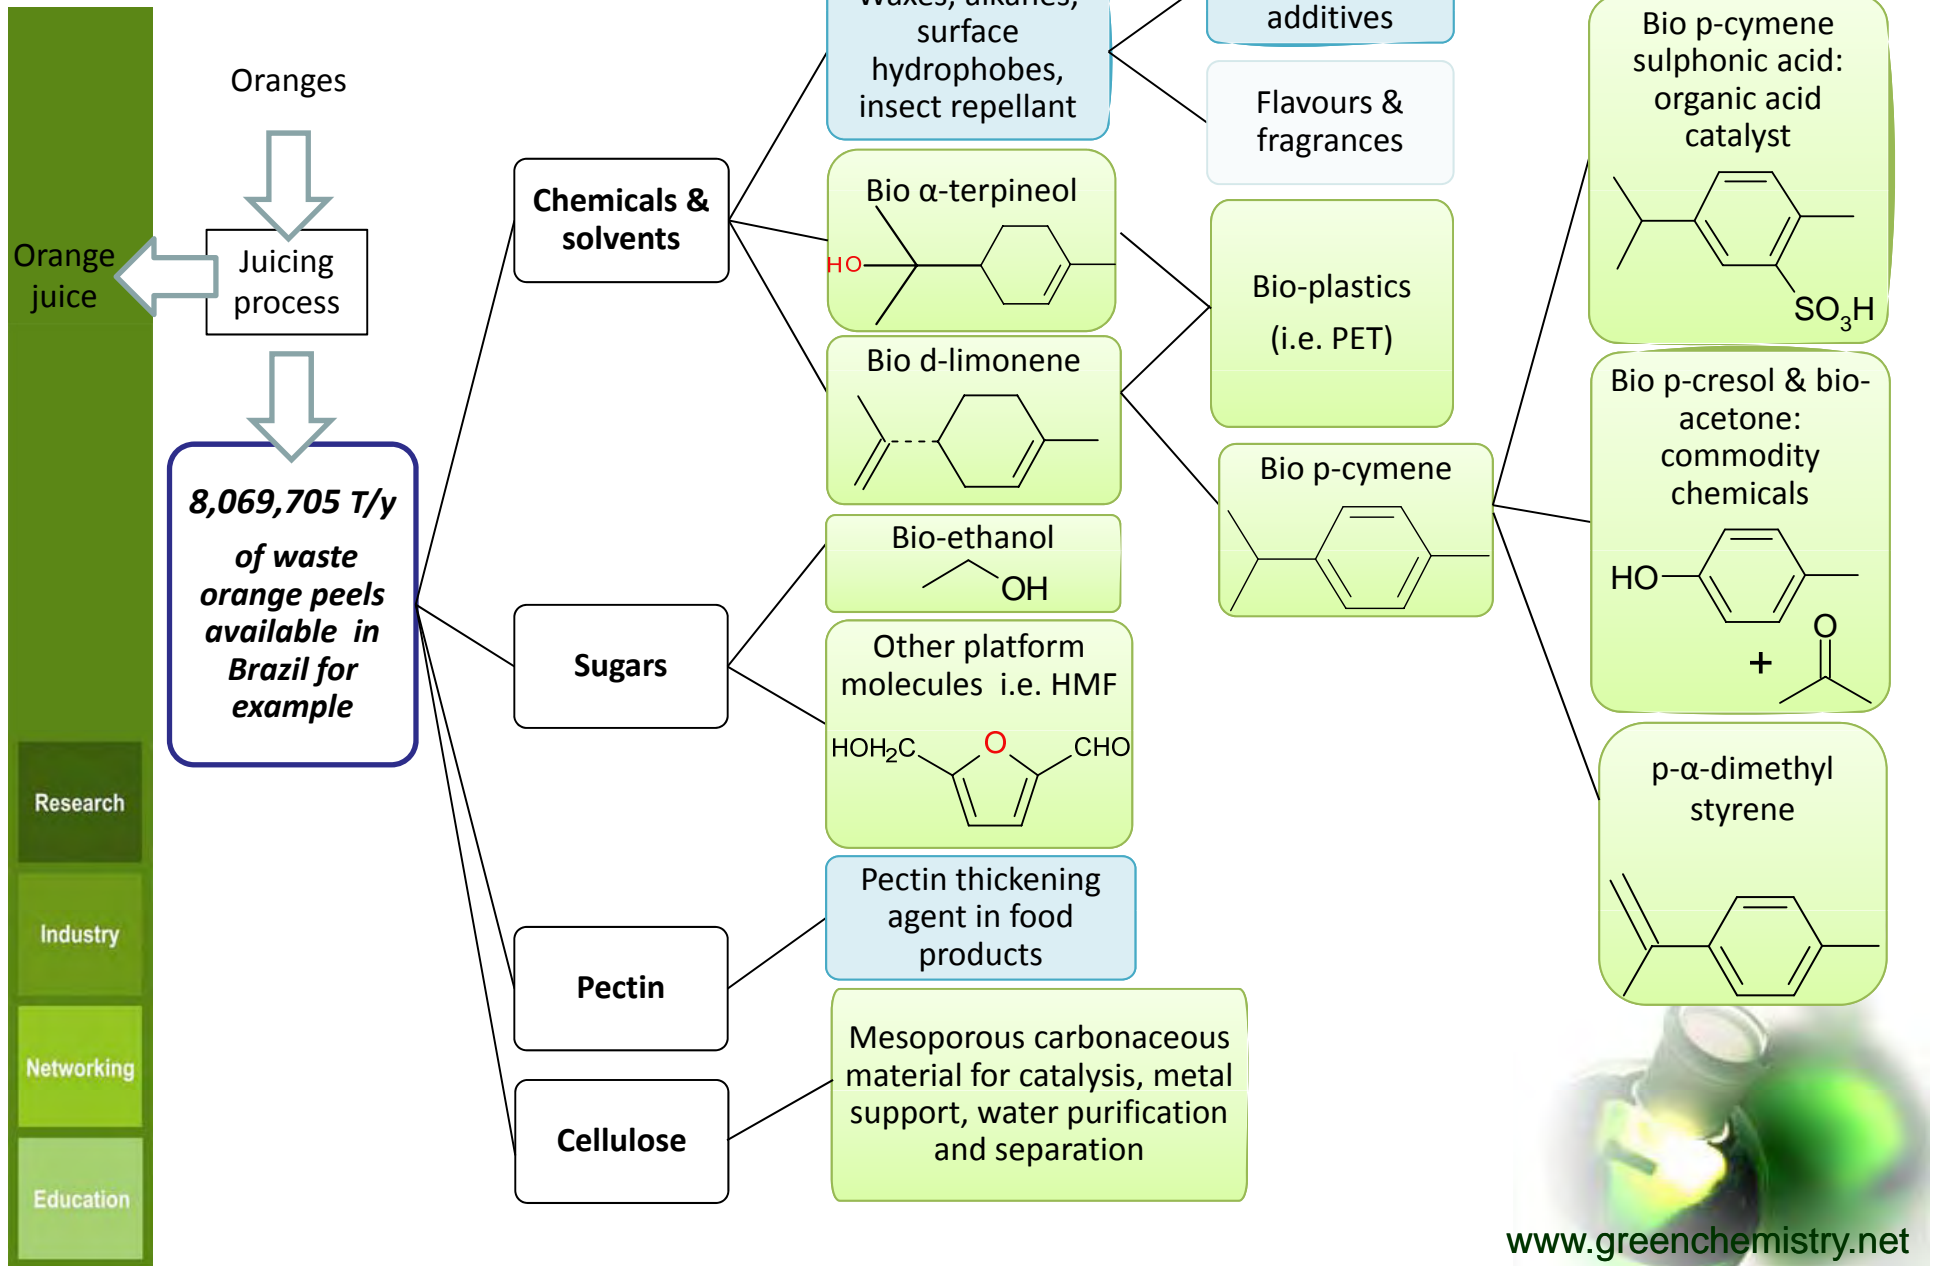 Oranges
Juicing
process
Orange
juice
8,069,705 T/y
of waste
orange peels
available in
Brazil for
example
Research
Industry
Networking
Education
Chemicals &
solvents
Sugars
Pectin
Cellulose
Waxes, alkanes,
surface
hydrophobes,
insect repellant
Bio α-terpineol
HO
Bio d-limonene
Bio-ethanol
OH
Other platform
molecules i.e. HMF
HOH₂C
O
CHO
Pectin thickening
agent in food
products
Mesoporous carbonaceous
material for catalysis, metal
support, water purification
and separation
additives
Flavours &
fragrances
Bio-plastics
(i.e. PET)
Bio p-cymene
Bio p-cymene
sulphonic acid:
organic acid
catalyst
SO₃H
Bio p-cresol & bio-
acetone:
commodity
chemicals
HO
O
+
p-α-dimethyl
styrene
www.greenchemistry.net